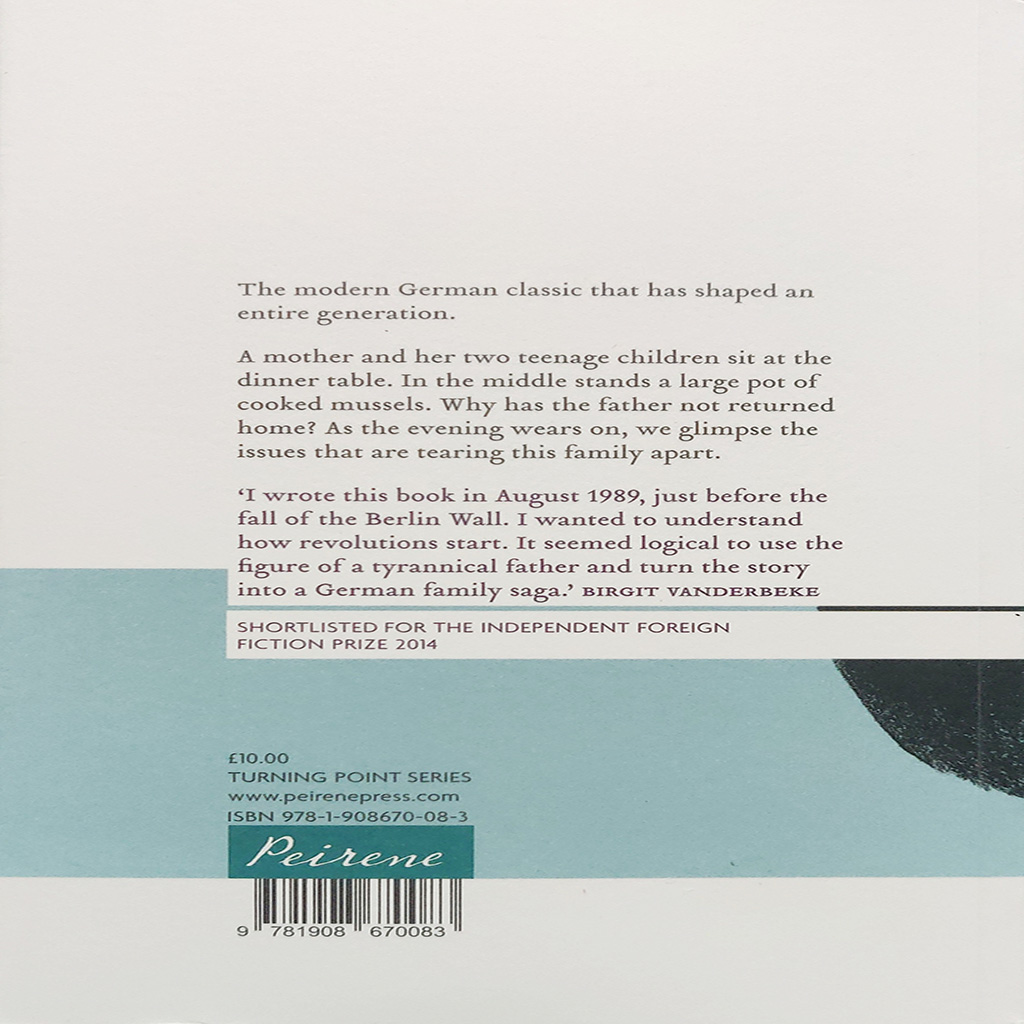 The modern German classic that has shaped an
entire generation.
A mother and her two teenage children sit at the
dinner table. In the middle stands a large pot of
cooked mussels. Why has the father not returned
home? As the evening wears on, we glimpse the
issues that are tearing this family apart.
‘I wrote this book in August 1989, just before the
fall of the Berlin Wall. I wanted to understand
how revolutions start. It seemed logical to use the
figure of a tyrannical father and turn the story
into a German family saga.’ BIRGIT VANDERBEKE
SHORTLISTED FOR THE INDEPENDENT FOREIGN
FICTION PRIZE 2014
£10.00
TURNING POINT SERIES
www.peirenepress.com
ISBN 978-1-908670-08-3
Peirene
9 781908 670083